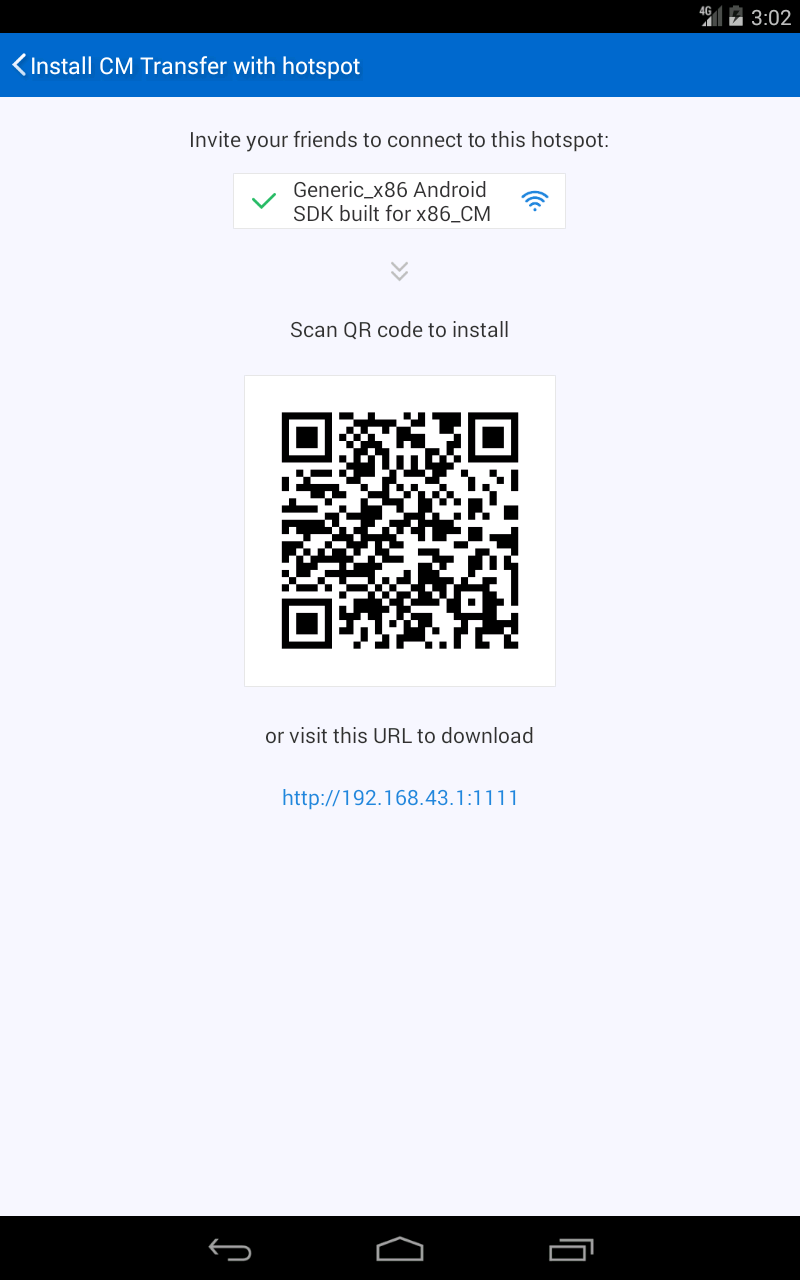 4G 3:02
Install CM Transfer with hotspot
Invite your friends to connect to this hotspot:
Generic_x86 Android
SDK built for x86_CM
Scan QR code to install
or visit this URL to download
http://192.168.43.1:1111